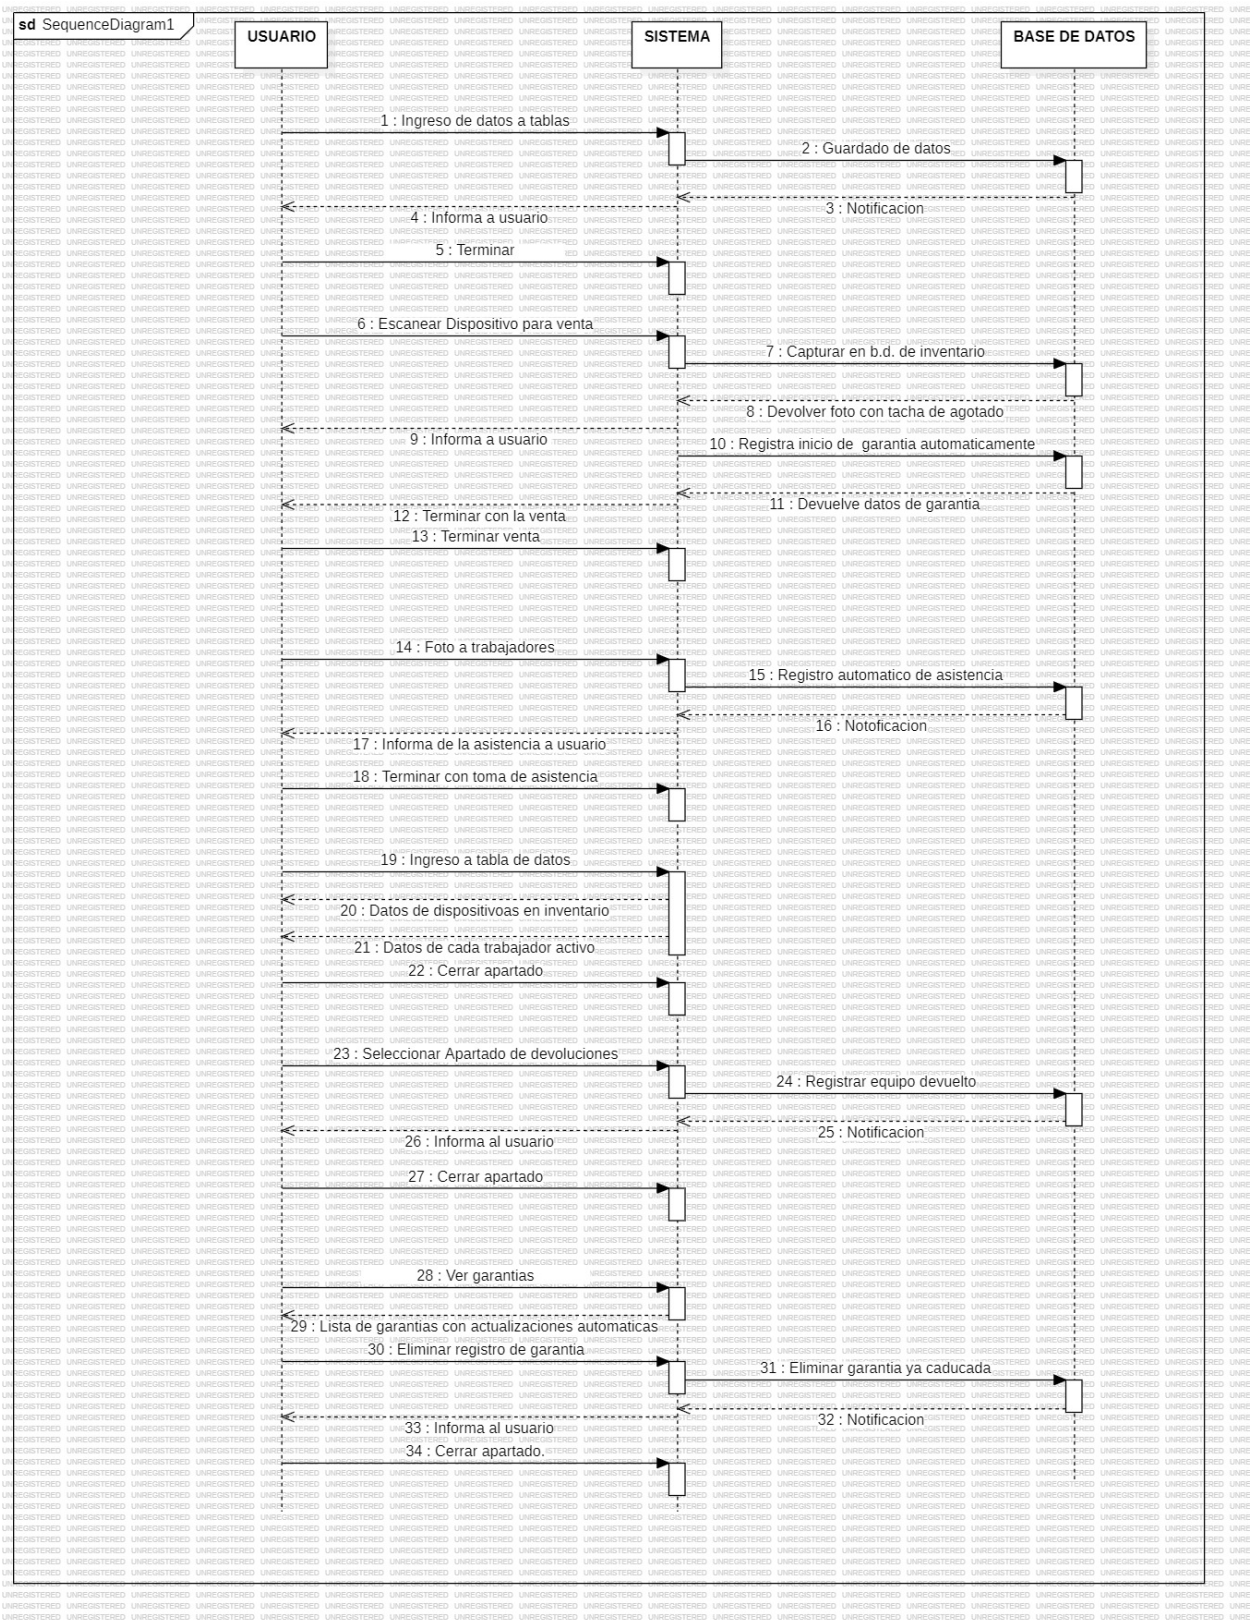 sd SequenceDiagram1
USUARIO
SISTEMA
BASE DE DATOS
1 : Ingreso de datos a tablas
2 : Guardado de datos
3 : Notificacion
4 : Informa a usuario
5 : Terminar
6 : Escanear Dispositivo para venta
7 : Capturar en b.d. de inventario
8 : Devolver foto con tacha de agotado
9 : Informa a usuario
10 : Registra inicio de  garantia automaticamente
11 : Devuelve datos de garantia
12 : Terminar con la venta
13 : Terminar venta
14 : Foto a trabajadores
15 : Registro automatico de asistencia
16 : Notoficacion
17 : Informa de la asistencia a usuario
18 : Terminar con toma de asistencia
19 : Ingreso a tabla de datos
20 : Datos de dispositivoas en inventario
21 : Datos de cada trabajador activo
22 : Cerrar apartado
23 : Seleccionar Apartado de devoluciones
24 : Registrar equipo devuelto
25 : Notificacion
26 : Informa al usuario
27 : Cerrar apartado
28 : Ver garantias
29 : Lista de garantias con actualizaciones automaticas
30 : Eliminar registro de garantia
31 : Eliminar garantia ya caducada
32 : Notificacion
33 : Informa al usuario
34 : Cerrar apartado.
UNREGISTERED